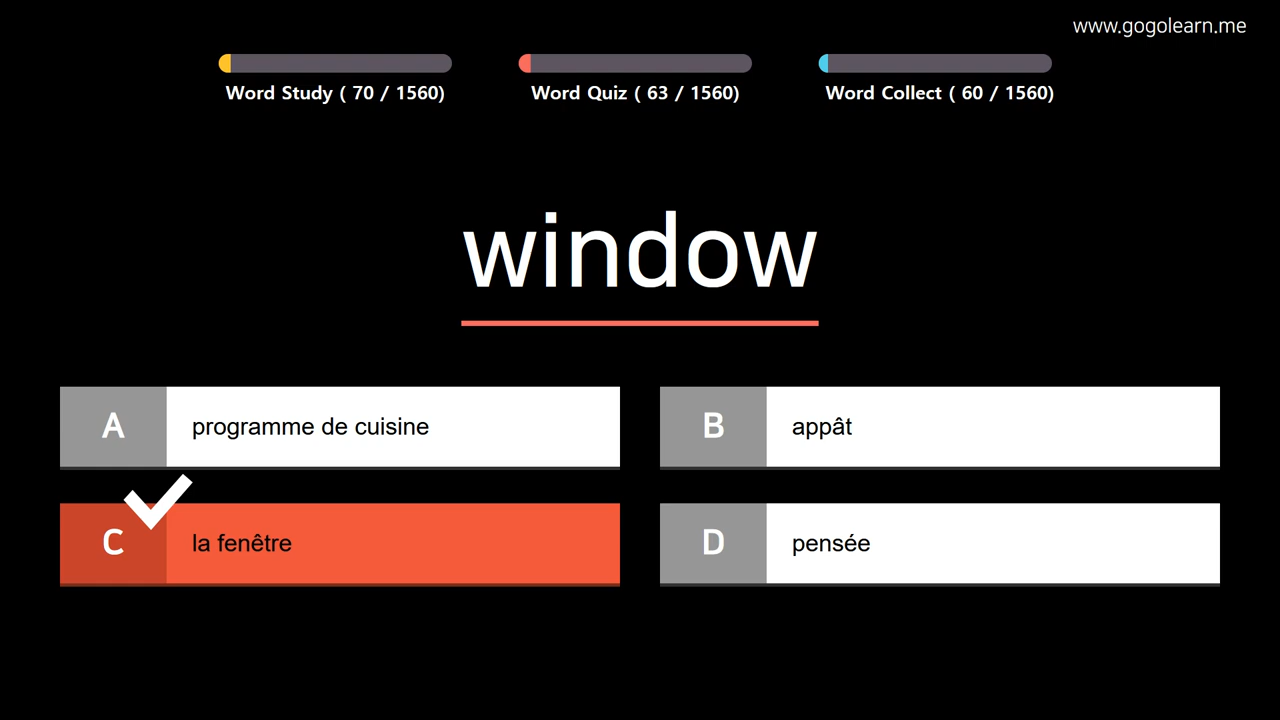 www.gogolearn.me
Word Study ( 70 / 1560)
Word Quiz ( 63 / 1560)
Word Collect ( 60 / 1560)
window
A programme de cuisine
B appât
C la fenêtre
D pensée